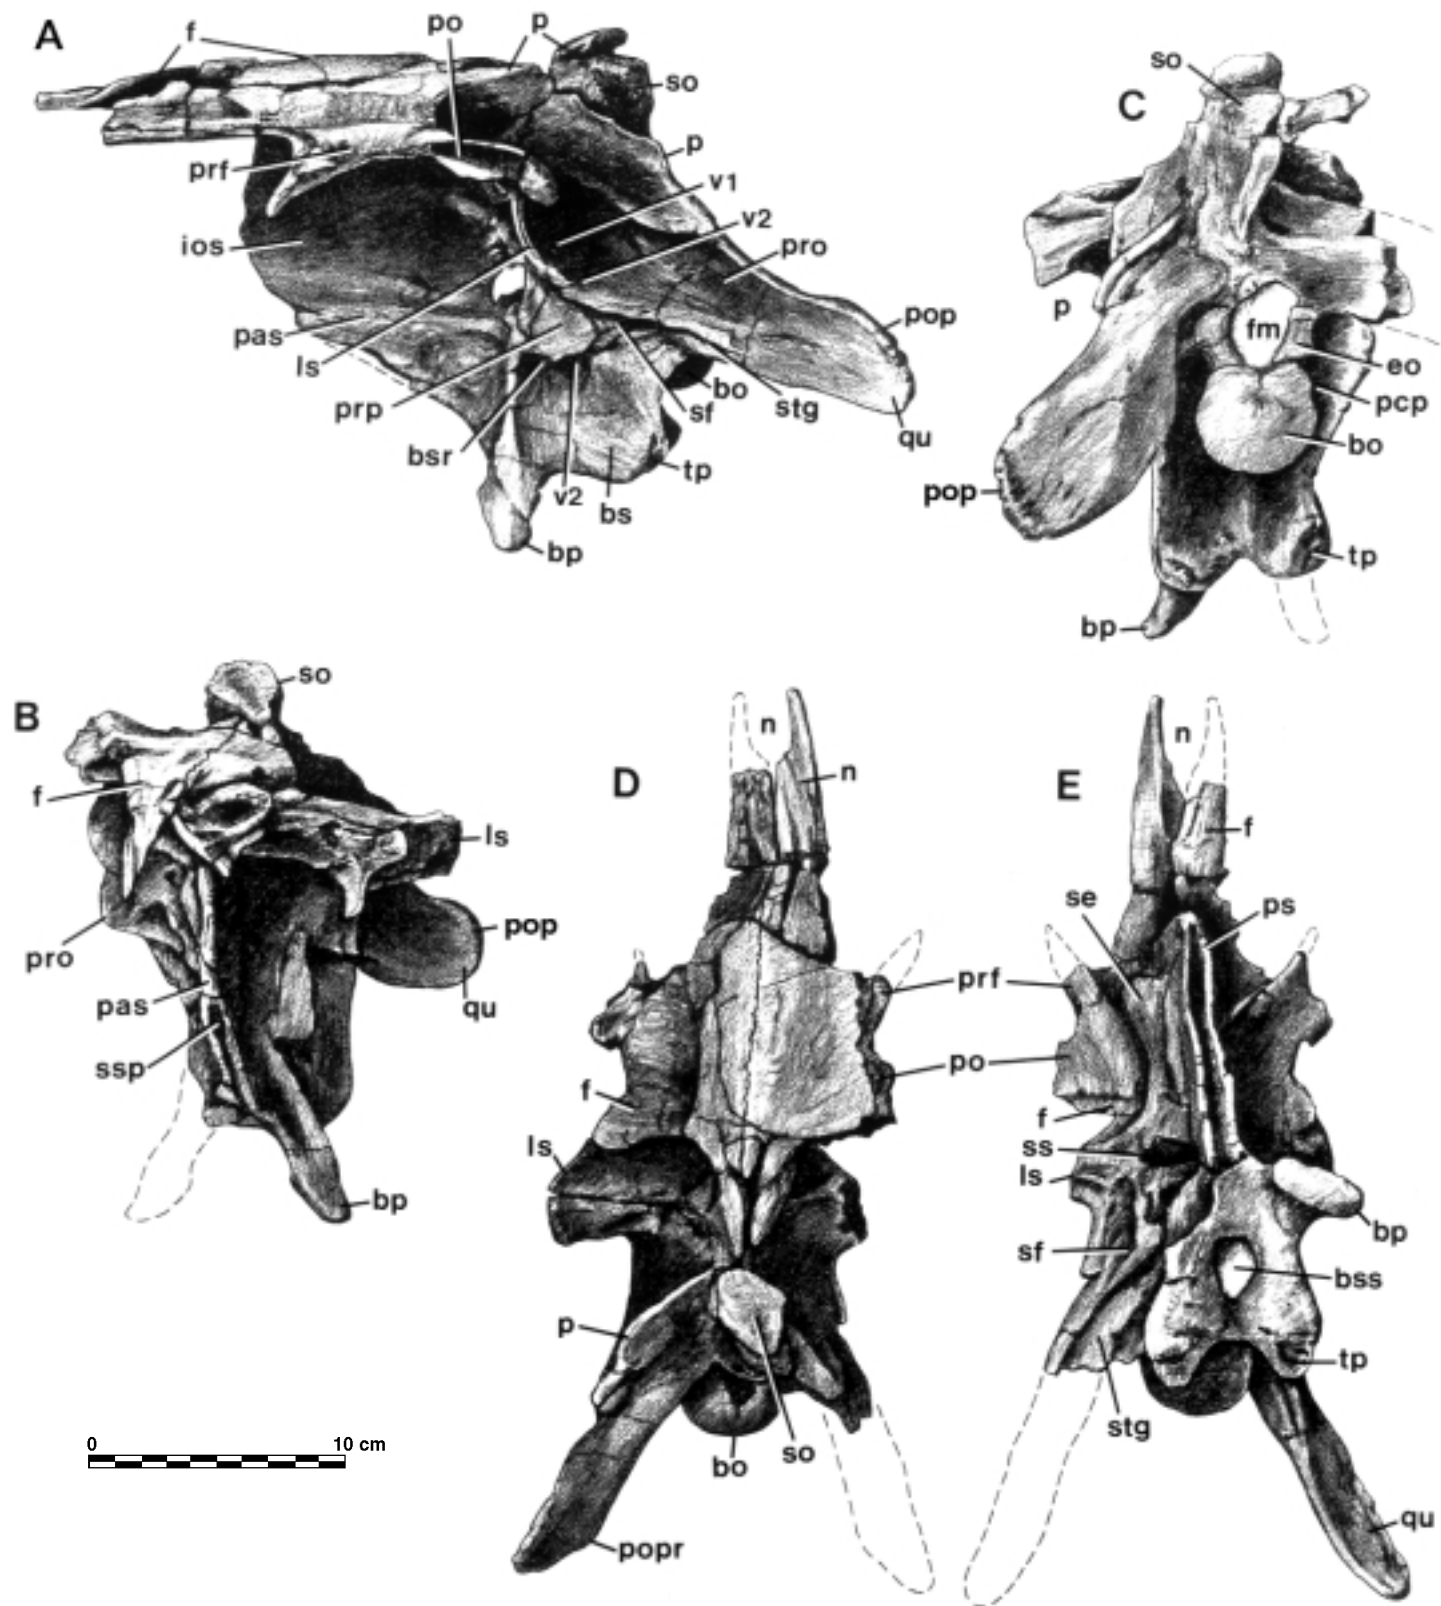 A
f
po
p
so
prf
p
v1
v2
ios
pro
pas
pop
ls
bo
prp
sf
stg
qu
bsr
tp
v2
bs
bp
C
so
p
fm
eo
pcp
bo
pop
tp
bp
B
so
f
ls
pro
pop
pas
qu
ssp
bp
D
n
n
prf
po
f
ls
p
bo
so
popr
E
n
f
se
ps
f
ss
ls
bp
sf
bss
tp
stg
qu
0 10 cm